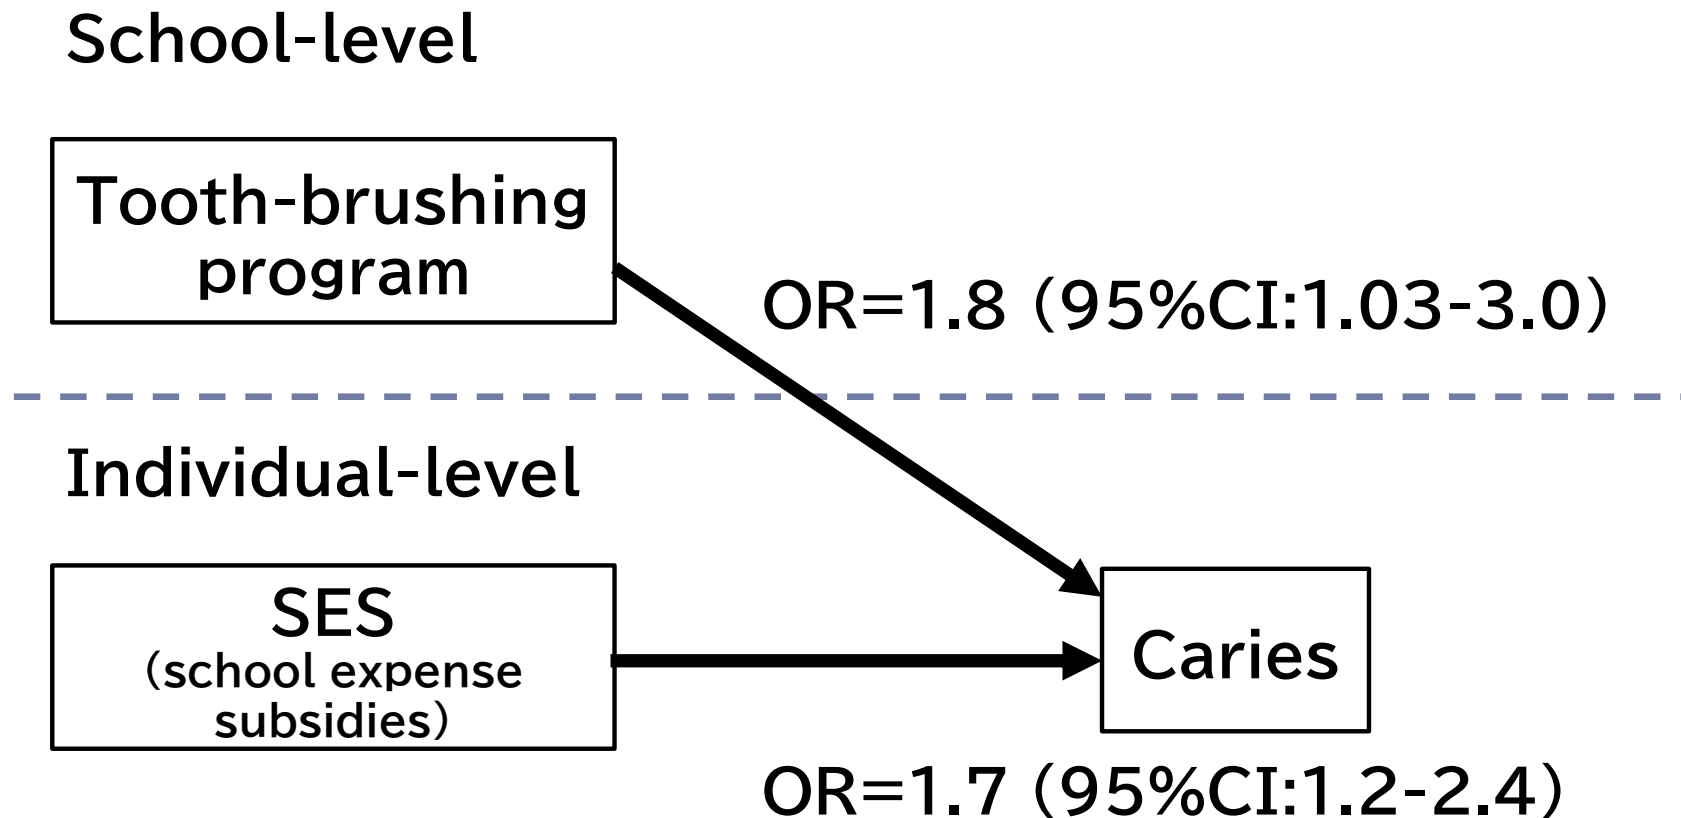 School-level
Tooth-brushing
program
OR=1.8（95%CI:1.03-3.0）
Individual-level
SES
（school expense
subsidies）
Caries
OR=1.7（95%CI:1.2-2.4）